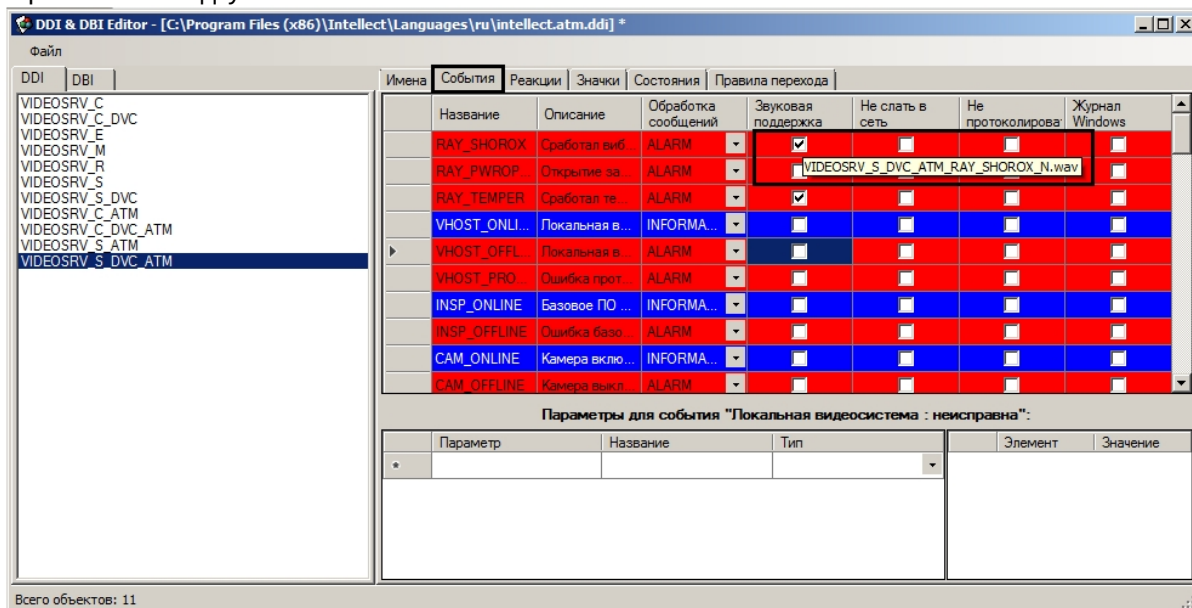 DDI & DBI Editor - [C:\Program Files (x86)\Intellect\Languages\ru\intellect.atm.ddi] *
Файл
DDI DBI
VIDEOSRV_C
VIDEOSRV_C_DVC
VIDEOSRV_E
VIDEOSRV_M
VIDEOSRV_R
VIDEOSRV_S
VIDEOSRV_S_DVC
VIDEOSRV_C_ATM
VIDEOSRV_C_DVC_ATM
VIDEOSRV_S_ATM
VIDEOSRV_S_DVC_ATM
Имена События Реакции Значки Состояния Правила перехода
Название Описание Обработка сообщений Звуковая поддержка Не слать в сеть Не протоколирова Журнал Windows
RAY_SHOROX Сработал виб... ALARM
VIDEOSRV_S_DVC_ATM_RAY_SHOROX_N.wav
RAY_PWROP... Открытие за... ALARM
RAY_TEMPER Сработал те... ALARM
VHOST_ONLI... Локальная в... INFORMA...
VHOST_OFFL... Локальная в... ALARM
VHOST_PRO... Ошибка прот... ALARM
INSP_ONLINE Базовое ПО ... INFORMA...
INSP_OFFLINE Ошибка базо... ALARM
CAM_ONLINE Камера вклю... INFORMA...
CAM_OFFLINE Камера выкл... ALARM
Параметры для события "Локальная видеосистема : неисправна":
Параметр Название Тип Элемент Значение
Всего объектов: 11